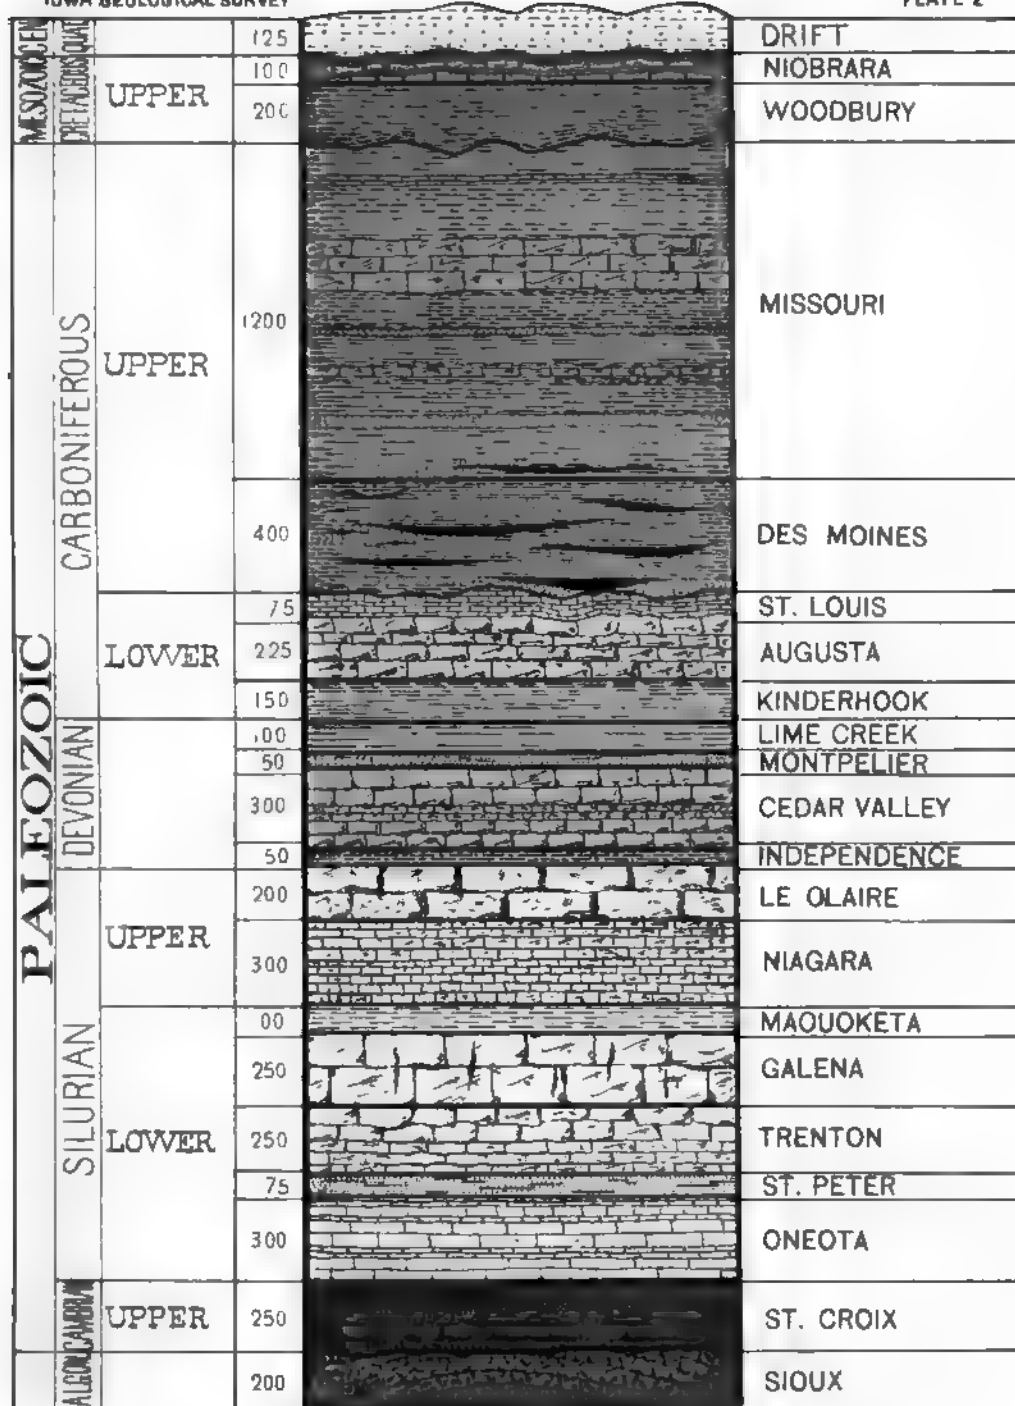 IOWA GEOLOGICAL SURVEY PLATE 2
125 DRIFT
100 NIOBRARA
UPPER
200 WOODBURY
1200 MISSOURI
UPPER
400 DES MOINES
75 ST. LOUIS
LOWER 225 AUGUSTA
150 KINDERHOOK
100 LIME CREEK
50 MONTPELIER
300 CEDAR VALLEY
50 INDEPENDENCE
200 LE OLAIRE
UPPER
300 NIAGARA
00 MAQUOKETA
250 GALENA
LOWER 250 TRENTON
75 ST. PETER
300 ONEOTA
UPPER 250 ST. CROIX
200 SIOUX
CARBONIFEROUS
DEVONIAN
SILURIAN
PALEOZOIC